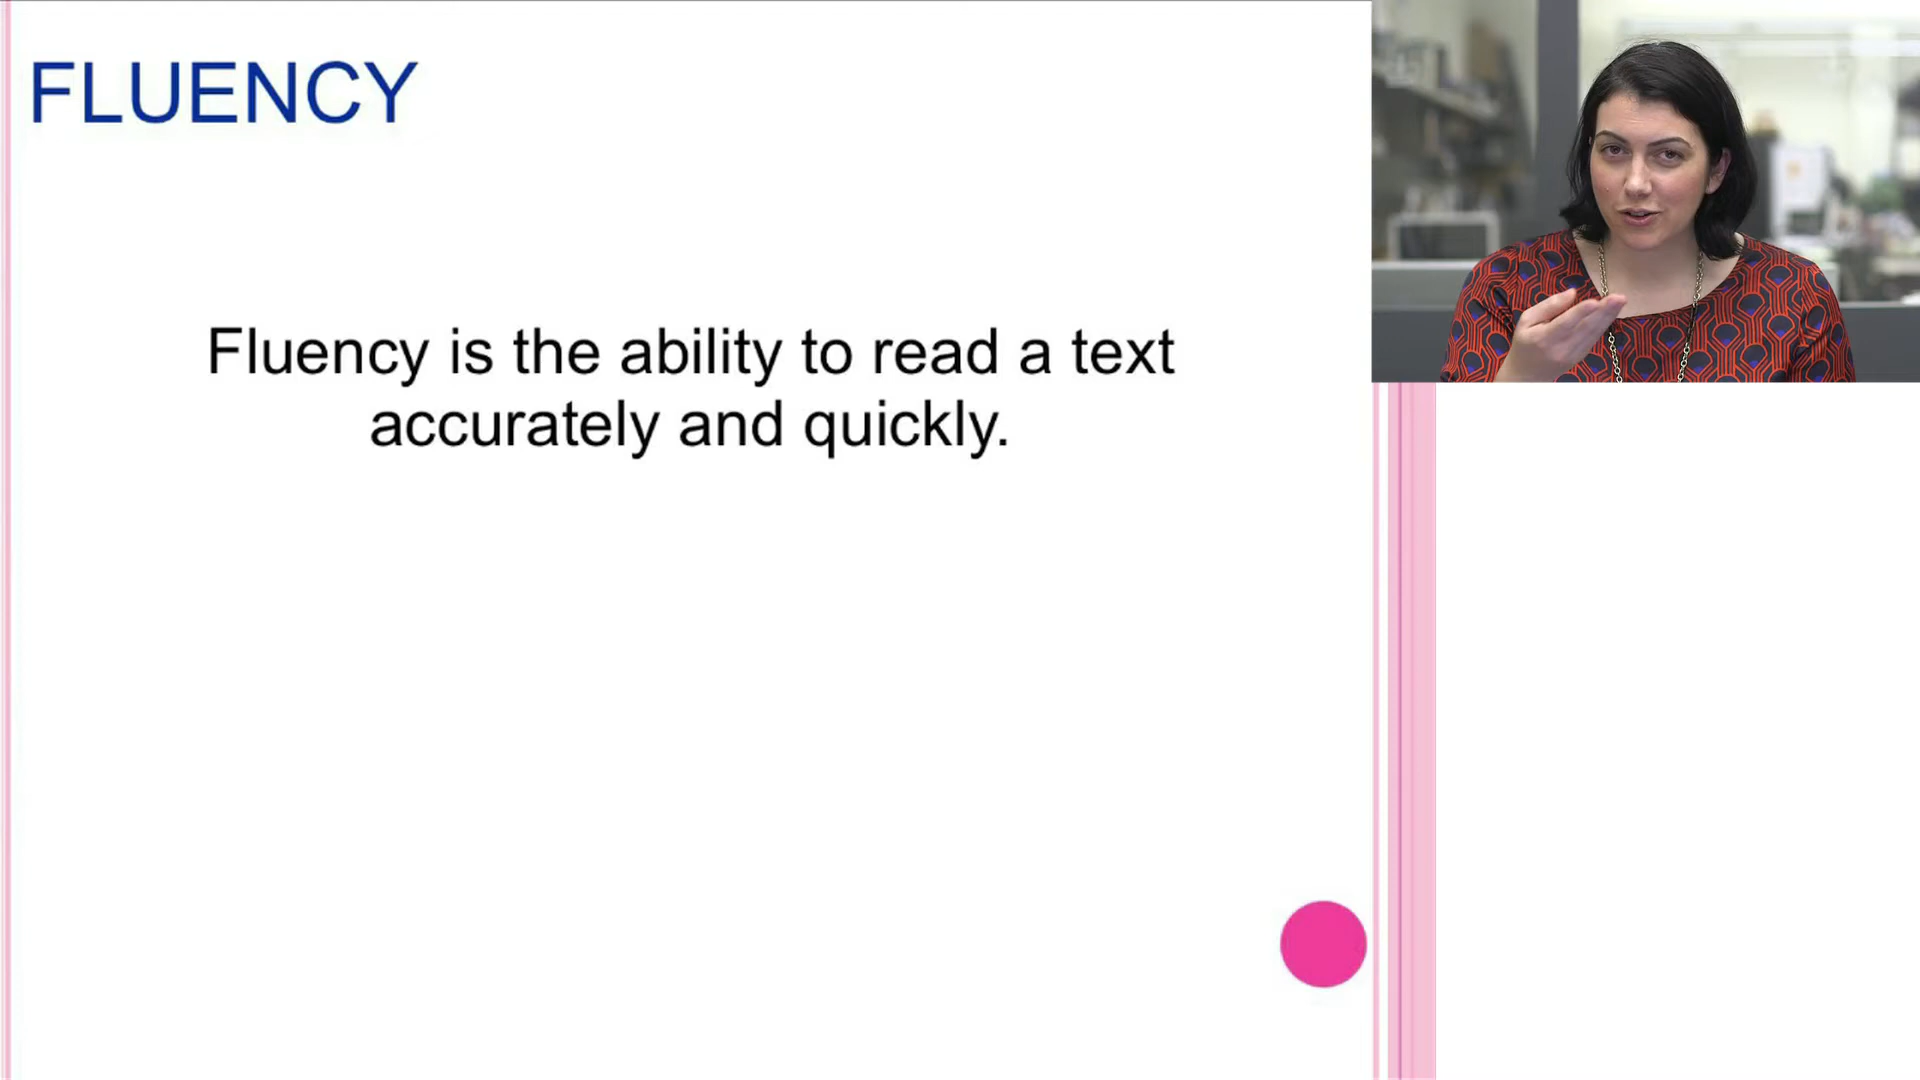 FLUENCY
Fluency is the ability to read a text
accurately and quickly.